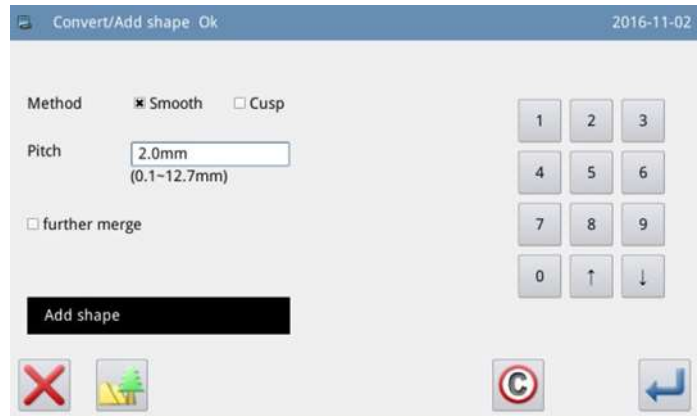 Convert/Add shape Ok 2016-11-02
Method Smooth Cusp
Pitch 2.0mm
(0.1~12.7mm)
further merge
Add shape
1 2 3
4 5 6
7 8 9
0 ↑ ↓
C